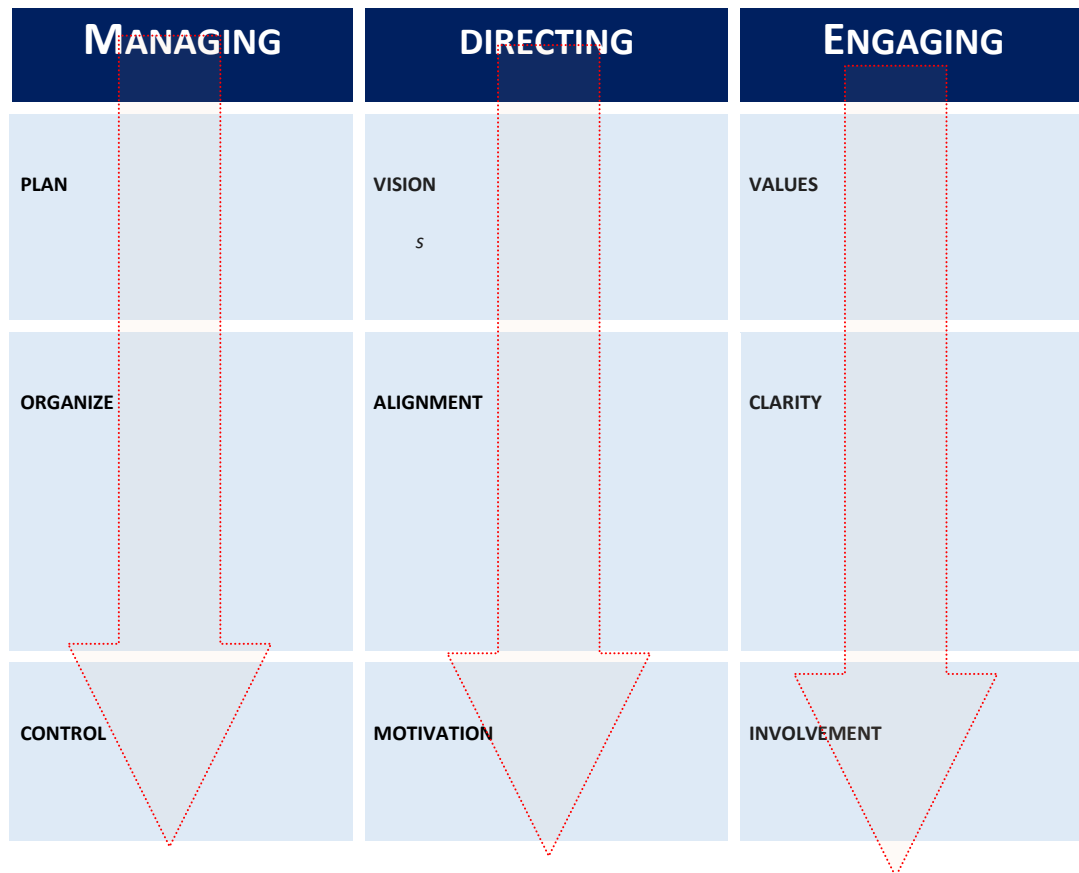 MANAGING
DIRECTING
ENGAGING
PLAN
VISION
VALUES
s
ORGANIZE
ALIGNMENT
CLARITY
CONTROL
MOTIVATION
INVOLVEMENT